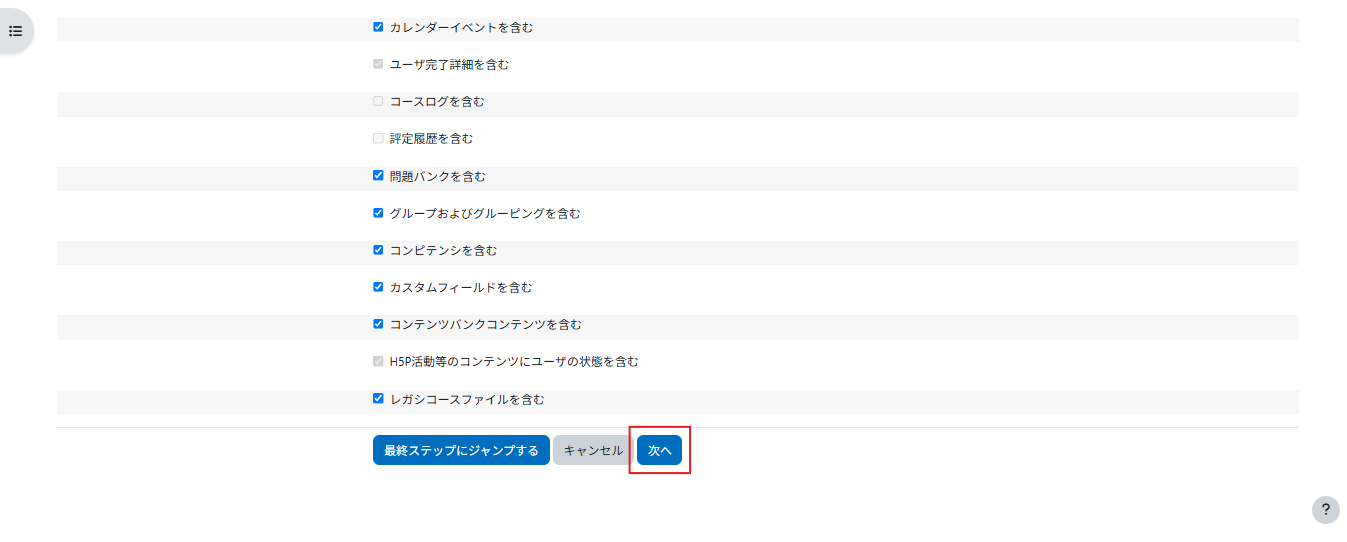 カレンダーイベントを含む
ユーザ完了詳細を含む
コースログを含む
評定履歴を含む
問題バンクを含む
グループおよびグルーピングを含む
コンピテンシを含む
カスタムフィールドを含む
コンテンツバンクコンテンツを含む
H5P活動等のコンテンツにユーザの状態を含む
レガシコースファイルを含む
最終ステップにジャンプする キャンセル 次へ
?